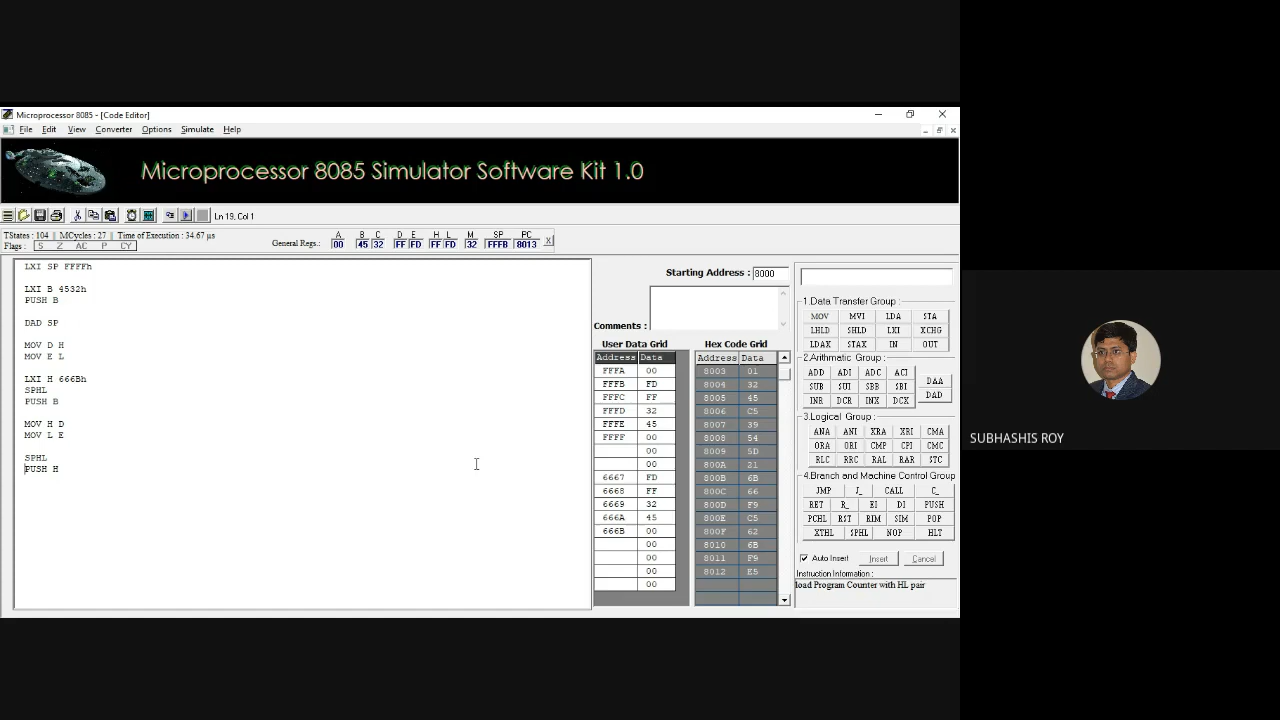 Microprocessor 8085 - [Code Editor]
File Edit View Converter Options Simulate Help
Microprocessor 8085 Simulator Software Kit 1.0
Ln 19, Col 1
TStates : 104 MCycles : 27 Time of Execution : 34.67 µs
Flags : S Z AC P CY
General Regs.:
A B C D E H L M SP PC
00 45 32 FF FD FF FD 32 FFFB 8013 X
LXI SP FFFFh
LXI B 4532h
PUSH B
DAD SP
MOV D H
MOV E L
LXI H 666Bh
SPHL
PUSH B
MOV H D
MOV L E
SPHL
PUSH H
Starting Address : 8000
Comments :
User Data Grid
Address Data
FFFA 00
FFFB FD
FFFC FF
FFFD 32
FFFE 45
FFFF 00
00
00
6667 FD
6668 FF
6669 32
666A 45
666B 00
00
00
00
00
Hex Code Grid
Address Data
8003 01
8004 32
8005 45
8006 C5
8007 39
8008 54
8009 5D
800A 21
800B 6B
800C 66
800D F9
800E C5
800F 62
8010 6B
8011 F9
8012 E5
1.Data Transfer Group :
MOV MVI LDA STA
LHLD SHLD LXI XCHG
LDAX STAX IN OUT
2.Arithmatic Group :
ADD ADI ADC ACI
SUB SUI SBB SBI
INR DCR INX DCX
DAA
DAD
3.Logical Group :
ANA ANI XRA XRI CMA
ORA ORI CMP CPI CMC
RLC RRC RAL RAR STC
4.Branch and Machine Control Group
JMP J_ CALL C_
RET R_ EI DI PUSH
PCHL RST RIM SIM POP
XTHL SPHL NOP HLT
Auto Insert Insert Cancel
Instruction Information :
load Program Counter with HL pair
SUBHASHIS ROY